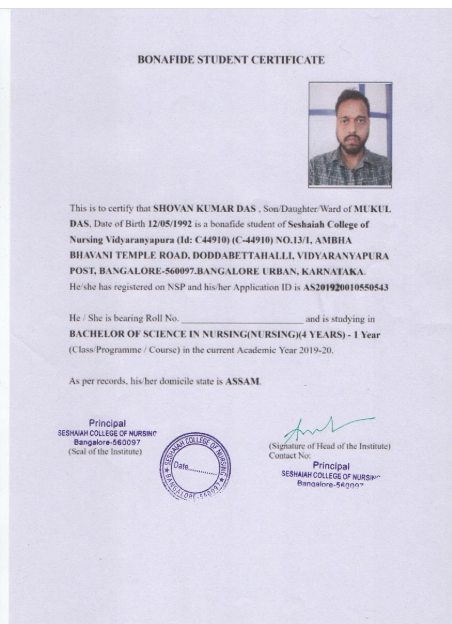 BONAFIDE STUDENT CERTIFICATE
This is to certify that SHOVAN KUMAR DAS , Son/Daughter/Ward of MUKUL
DAS, Date of Birth 12/05/1992 is a bonafide student of Seshaiah College of
Nursing Vidyaranyapura (Id: C44910) (C-44910) NO.13/1, AMBHA
BHAVANI TEMPLE ROAD, DODDABETTAHALLI, VIDYARANYAPURA
POST, BANGALORE-560097.BANGALORE URBAN, KARNATAKA.
He/she has registered on NSP and his/her Application ID is AS201920010550543
He / She is bearing Roll No. ______________________ and is studying in
BACHELOR OF SCIENCE IN NURSING(NURSING)(4 YEARS) - 1 Year
(Class/Programme / Course) in the current Academic Year 2019-20.
As per records, his/her domicile state is ASSAM.
Principal
SESHAIAH COLLEGE OF NURSING
Bangalore-560097
(Seal of the Institute)
SESHAIAH COLLEGE OF NURSING
Date.............
BANGALORE-560097
(Signature of Head of the Institute)
Contact No:
Principal
SESHAIAH COLLEGE OF NURSING
Bangalore-560097